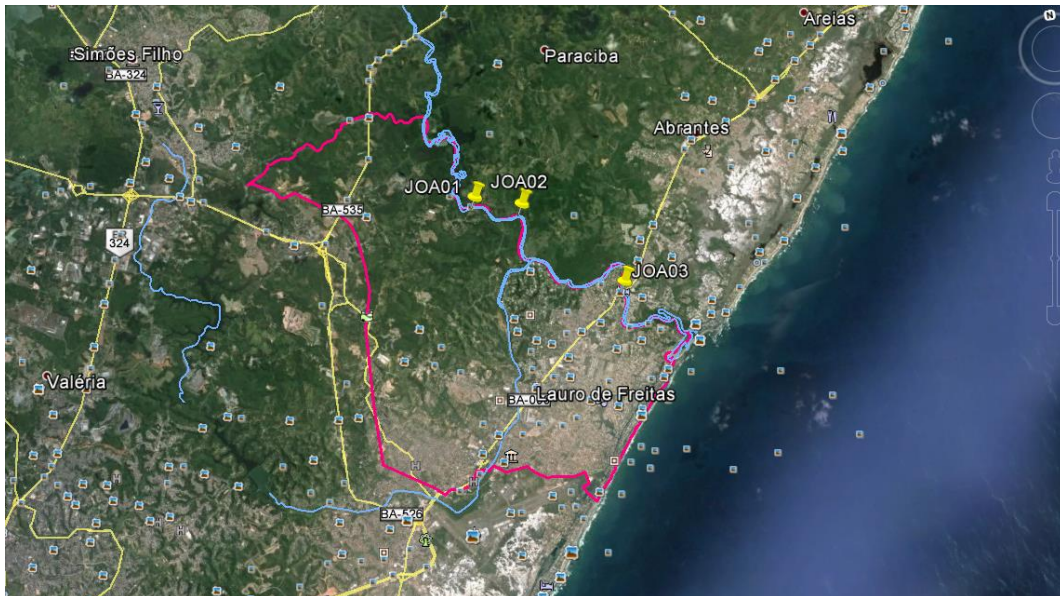 Areias
Simões Filho
Paraciba
BA-324
Abrantes
JOA01
JOA02
BA-535
BR
324
JOA03
Valéria
Lauro de Freitas
BA-526
N